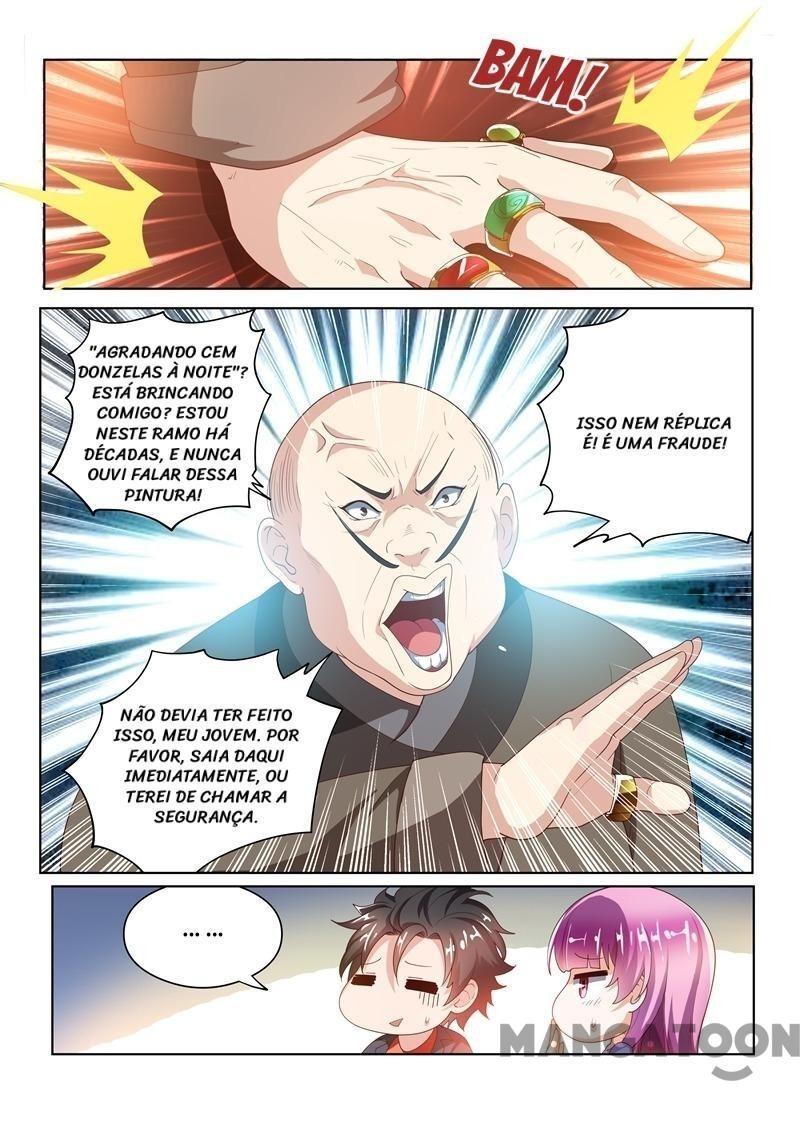 BAM!
"AGRADANDO CEM
DONZELAS À NOITE"?
ESTÁ BRINCANDO
COMIGO? ESTOU
NESTE RAMO HÁ
DÉCADAS, E NUNCA
OUVI FALAR DESSA
PINTURA!
ISSO NEM RÉPLICA
É! É UMA FRAUDE!
NÃO DEVIA TER FEITO
ISSO, MEU JOVEM. POR
FAVOR, SAIA DAQUI
IMEDIATAMENTE, OU
TEREI DE CHAMAR A
SEGURANÇA.
... ...
MANGATOON